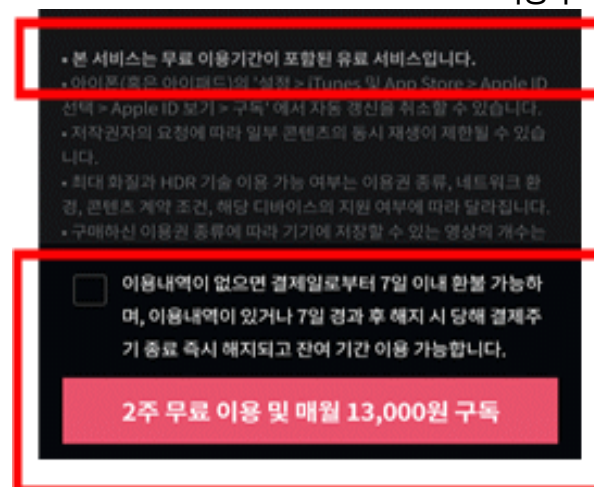 • 본 서비스는 무료 이용기간이 포함된 유료 서비스입니다.
• 아이폰(혹은 아이패드)의 '설정 > iTunes 및 App Store > Apple ID
선택 > Apple ID 보기 > 구독' 에서 자동 갱신을 취소할 수 있습니다.
• 저작권자의 요청에 따라 일부 콘텐츠의 동시 재생이 제한될 수 있습
니다.
• 최대 화질과 HDR 기술 이용 가능 여부는 이용권 종류, 네트워크 환
경, 콘텐츠 계약 조건, 해당 디바이스의 지원 여부에 따라 달라집니다.
• 구매하신 이용권 종류에 따라 기기에 저장할 수 있는 영상의 개수는
이용내역이 없으면 결제일로부터 7일 이내 환불 가능하
며, 이용내역이 있거나 7일 경과 후 해지 시 당해 결제주
기 종료 즉시 해지되고 잔여 기간 이용 가능합니다.
2주 무료 이용 및 매월 13,000원 구독